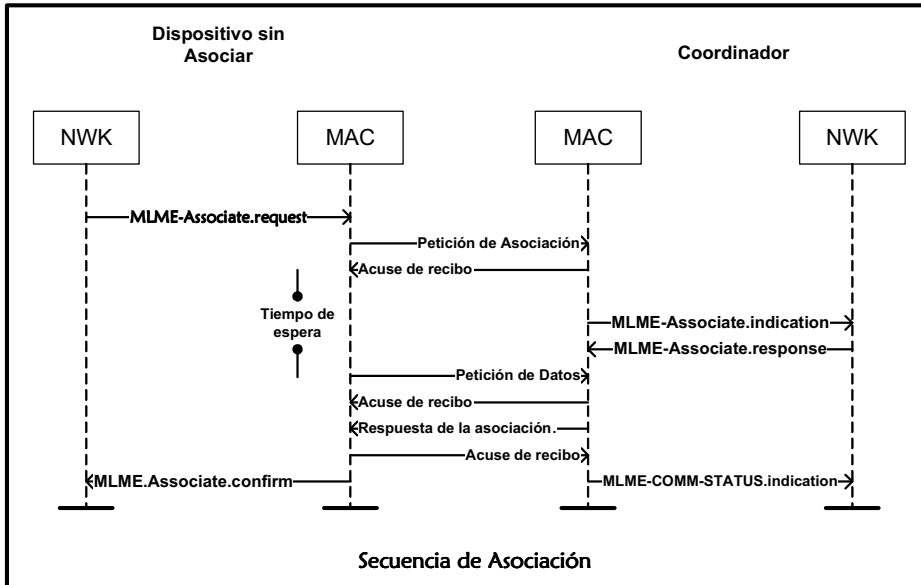 Dispositivo sin
Asociar
Coordinador
NWK
MAC
MAC
NWK
MLME-Associate.request
Petición de Asociación
Acuse de recibo
Tiempo de
espera
MLME-Associate.indication
MLME-Associate.response
Petición de Datos
Acuse de recibo
Respuesta de la asociación.
Acuse de recibo
MLME.Associate.confirm
MLME-COMM-STATUS.indication
Secuencia de Asociación